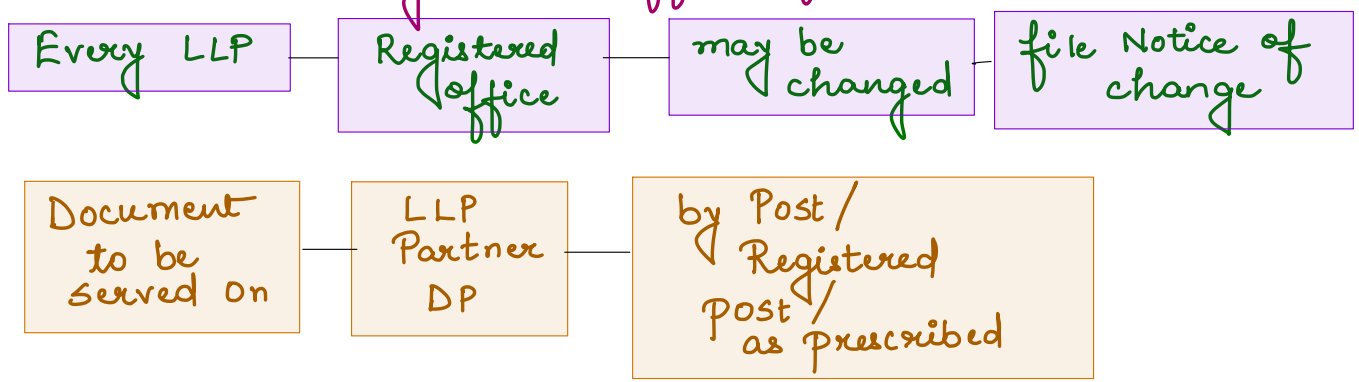 Every LLP
Registered
office
may be
changed
file Notice of
change
Document
to be
served on
LLP
Partner
DP
by Post /
Registered
Post /
as prescribed